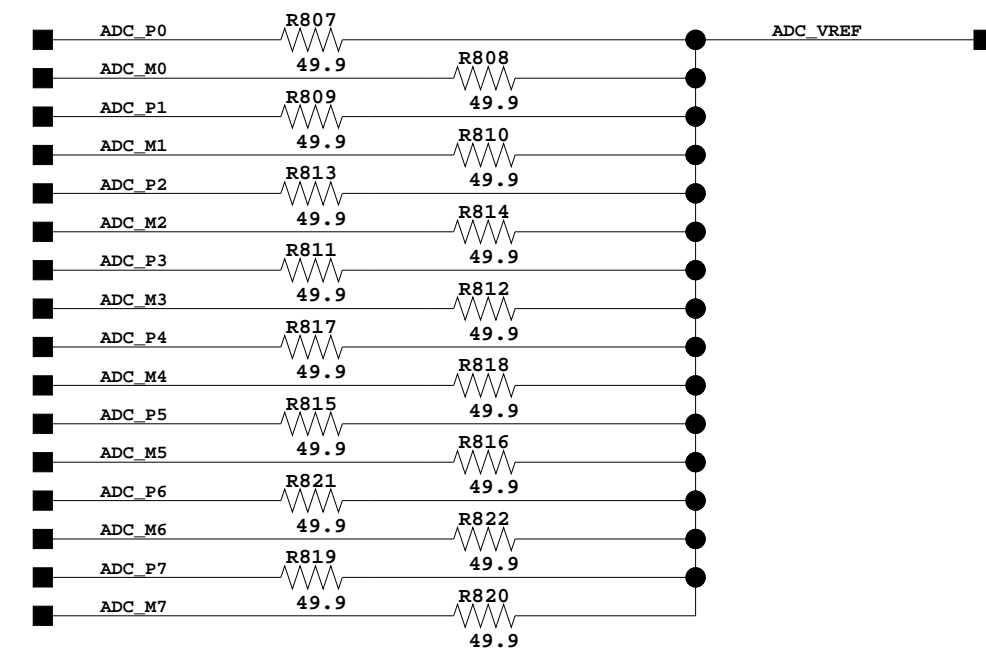 ADC_P0 R807 49.9 ADC_VREF
ADC_M0 R808 49.9
ADC_P1 R809 49.9
ADC_M1 R810 49.9
ADC_P2 R813 49.9
ADC_M2 R814 49.9
ADC_P3 R811 49.9
ADC_M3 R812 49.9
ADC_P4 R817 49.9
ADC_M4 R818 49.9
ADC_P5 R815 49.9
ADC_M5 R816 49.9
ADC_P6 R821 49.9
ADC_M6 R822 49.9
ADC_P7 R819 49.9
ADC_M7 R820 49.9